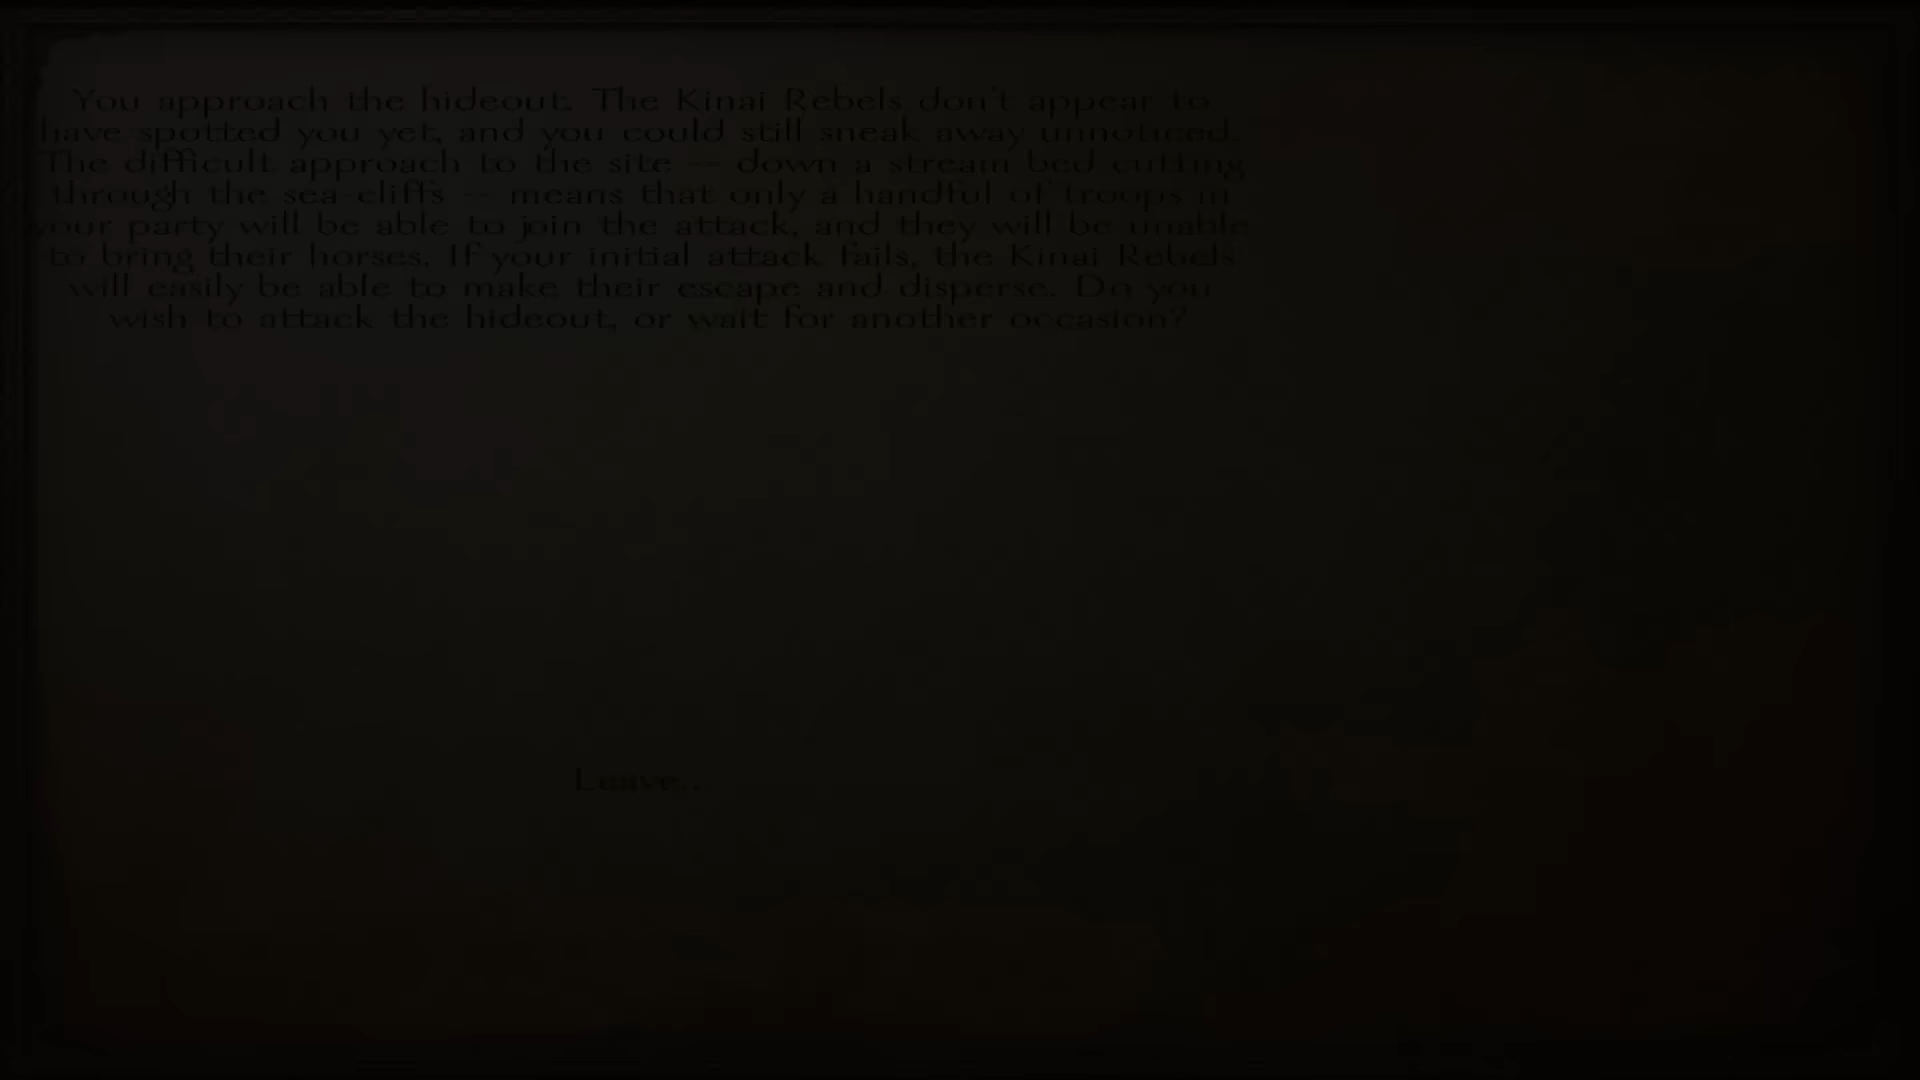 You approach the hideout. The Kinai Rebels don't appear to
have spotted you yet, and you could still sneak away unnoticed.
The difficult approach to the site -- down a stream bed cutting
through the sea-cliffs -- means that only a handful of troops in
your party will be able to join the attack, and they will be unable
to bring their horses. If your initial attack fails, the Kinai Rebels
will easily be able to make their escape and disperse. Do you
wish to attack the hideout, or wait for another occasion?
Leave...